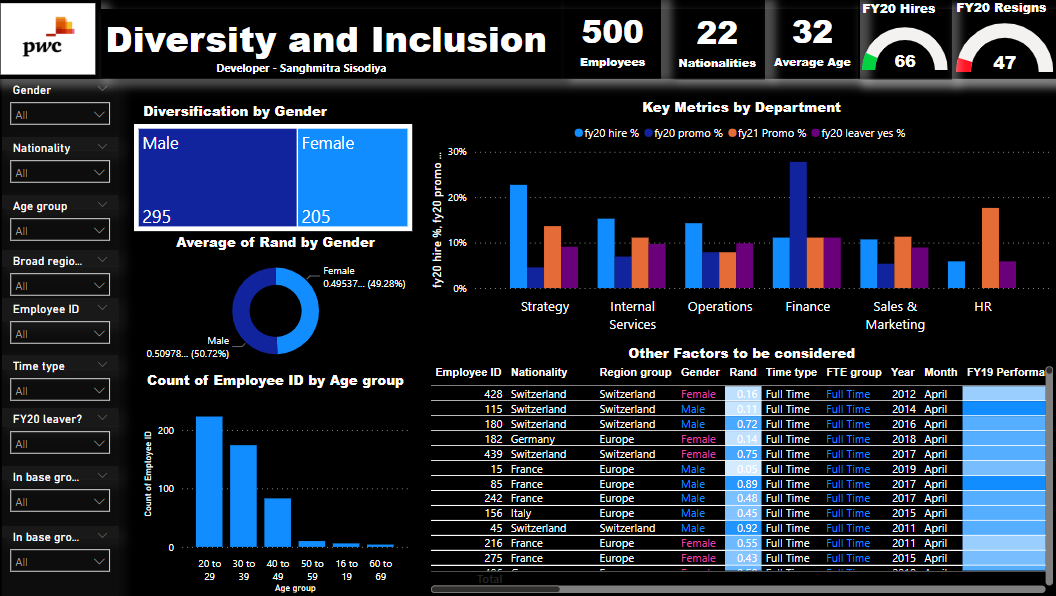 pwc
Diversity and Inclusion
Developer - Sanghmitra Sisodiya
500
Employees
22
Nationalities
32
Average Age
FY20 Hires
66
FY20 Resigns
47
Gender
All
Nationality
All
Age group
All
Broad regio...
All
Employee ID
All
Time type
All
FY20 leaver?
All
In base gro...
All
In base gro...
All
Diversification by Gender
Male
295
Female
205
Average of Rand by Gender
Female
0.49537... (49.28%)
Male
0.50978... (50.72%)
Count of Employee ID by Age group
Count of Employee ID
200
100
0
20 to 29
30 to 39
40 to 49
50 to 59
16 to 19
60 to 69
Age group
Key Metrics by Department
fy20 hire % fy20 promo % fy21 Promo % fy20 leaver yes %
fy20 hire %, fy20 promo ...
30%
20%
10%
0%
Strategy
Internal Services
Operations
Finance
Sales & Marketing
HR
Other Factors to be considered
Employee ID Nationality Region group Gender Rand Time type FTE group Year Month FY19 Performa
428 Switzerland Switzerland Female 0.16 Full Time Full Time 2012 April
115 Switzerland Switzerland Male 0.11 Full Time Full Time 2014 April
180 Switzerland Switzerland Male 0.72 Full Time Full Time 2016 April
182 Germany Europe Female 0.14 Full Time Full Time 2018 April
439 Switzerland Switzerland Female 0.75 Full Time Full Time 2017 April
15 France Europe Male 0.05 Full Time Full Time 2019 April
85 France Europe Male 0.89 Full Time Full Time 2017 April
242 France Europe Male 0.48 Full Time Full Time 2017 April
156 Italy Europe Male 0.45 Full Time Full Time 2015 April
45 Switzerland Switzerland Male 0.92 Full Time Full Time 2011 April
216 France Europe Female 0.55 Full Time Full Time 2011 April
275 France Europe Female 0.43 Full Time Full Time 2015 April
Total